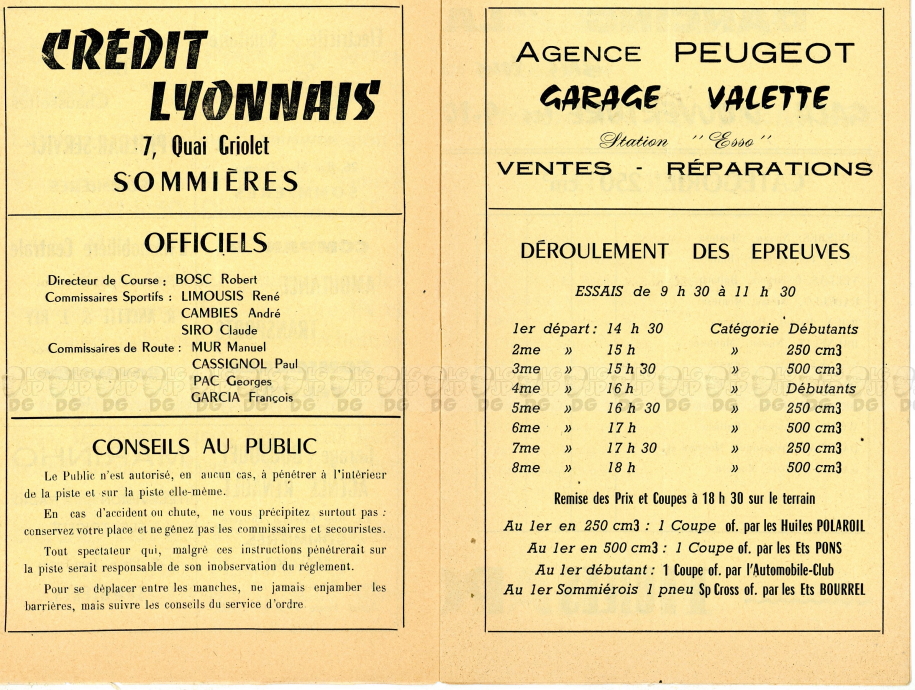 CRÉDIT
LYONNAIS
7, Quai Griolet
SOMMIÈRES
OFFICIELS
Directeur de Course : BOSC Robert
Commissaires Sportifs : LIMOUSIS René
CAMBIES André
SIRO Claude
Commissaires de Route : MUR Manuel
CASSIGNOL Paul
PAC Georges
GARCIA François
CONSEILS AU PUBLIC
Le Public n'est autorisé, en aucun cas, à pénétrer à l'intérieur
de la piste et sur la piste elle-même.
En cas d'accident ou chute, ne vous précipitez surtout pas :
conservez votre place et ne gênez pas les commissaires et secouristes.
Tout spectateur qui, malgré ces instructions pénétrerait sur
la piste serait responsable de son inobservation du réglement.
Pour se déplacer entre les manches, ne jamais enjamber les
barrières, mais suivre les conseils du service d'ordre
AGENCE PEUGEOT
GARAGE VALETTE
Station "Esso"
VENTES - RÉPARATIONS
DÉROULEMENT DES EPREUVES
ESSAIS de 9 h 30 à 11 h 30
1er départ : 14 h 30 Catégorie Débutants
2me » 15 h » 250 cm3
3me » 15 h 30 » 500 cm3
4me » 16 h » Débutants
5me » 16 h 30 » 250 cm3
6me » 17 h » 500 cm3
7me » 17 h 30 » 250 cm3
8me » 18 h » 500 cm3
Remise des Prix et Coupes à 18 h 30 sur le terrain
Au 1er en 250 cm3 : 1 Coupe of. par les Huiles POLAROIL
Au 1er en 500 cm3 : 1 Coupe of. par les Ets PONS
Au 1er débutant : 1 Coupe of. par l'Automobile-Club
Au 1er Sommiérois 1 pneu Sp Cross of. par les Ets BOURREL